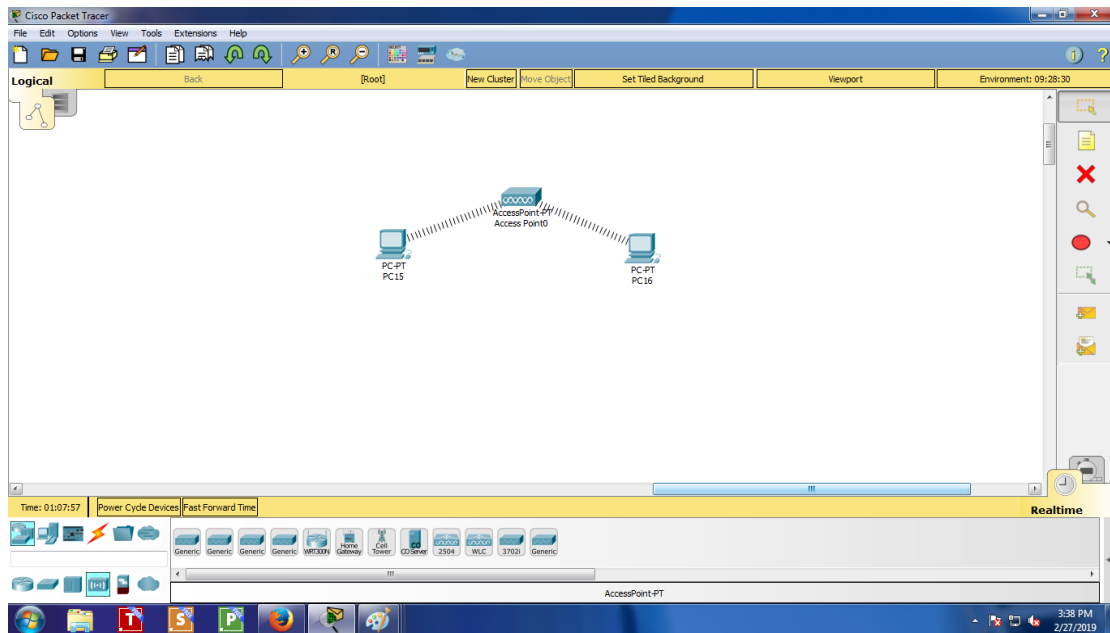 Cisco Packet Tracer
File Edit Options View Tools Extensions Help
Logical Back [Root] New Cluster Move Object Set Tiled Background Viewport Environment: 09:28:30
AccessPoint-PT
Access Point0
PC-PT
PC15
PC-PT
PC16
Time: 01:07:57 Power Cycle Devices Fast Forward Time Realtime
Generic Generic Generic Generic WRT300N Home Gateway Cell Tower CO Server 2504 WLC 3702i Generic
AccessPoint-PT
T S P
3:38 PM
2/27/2019